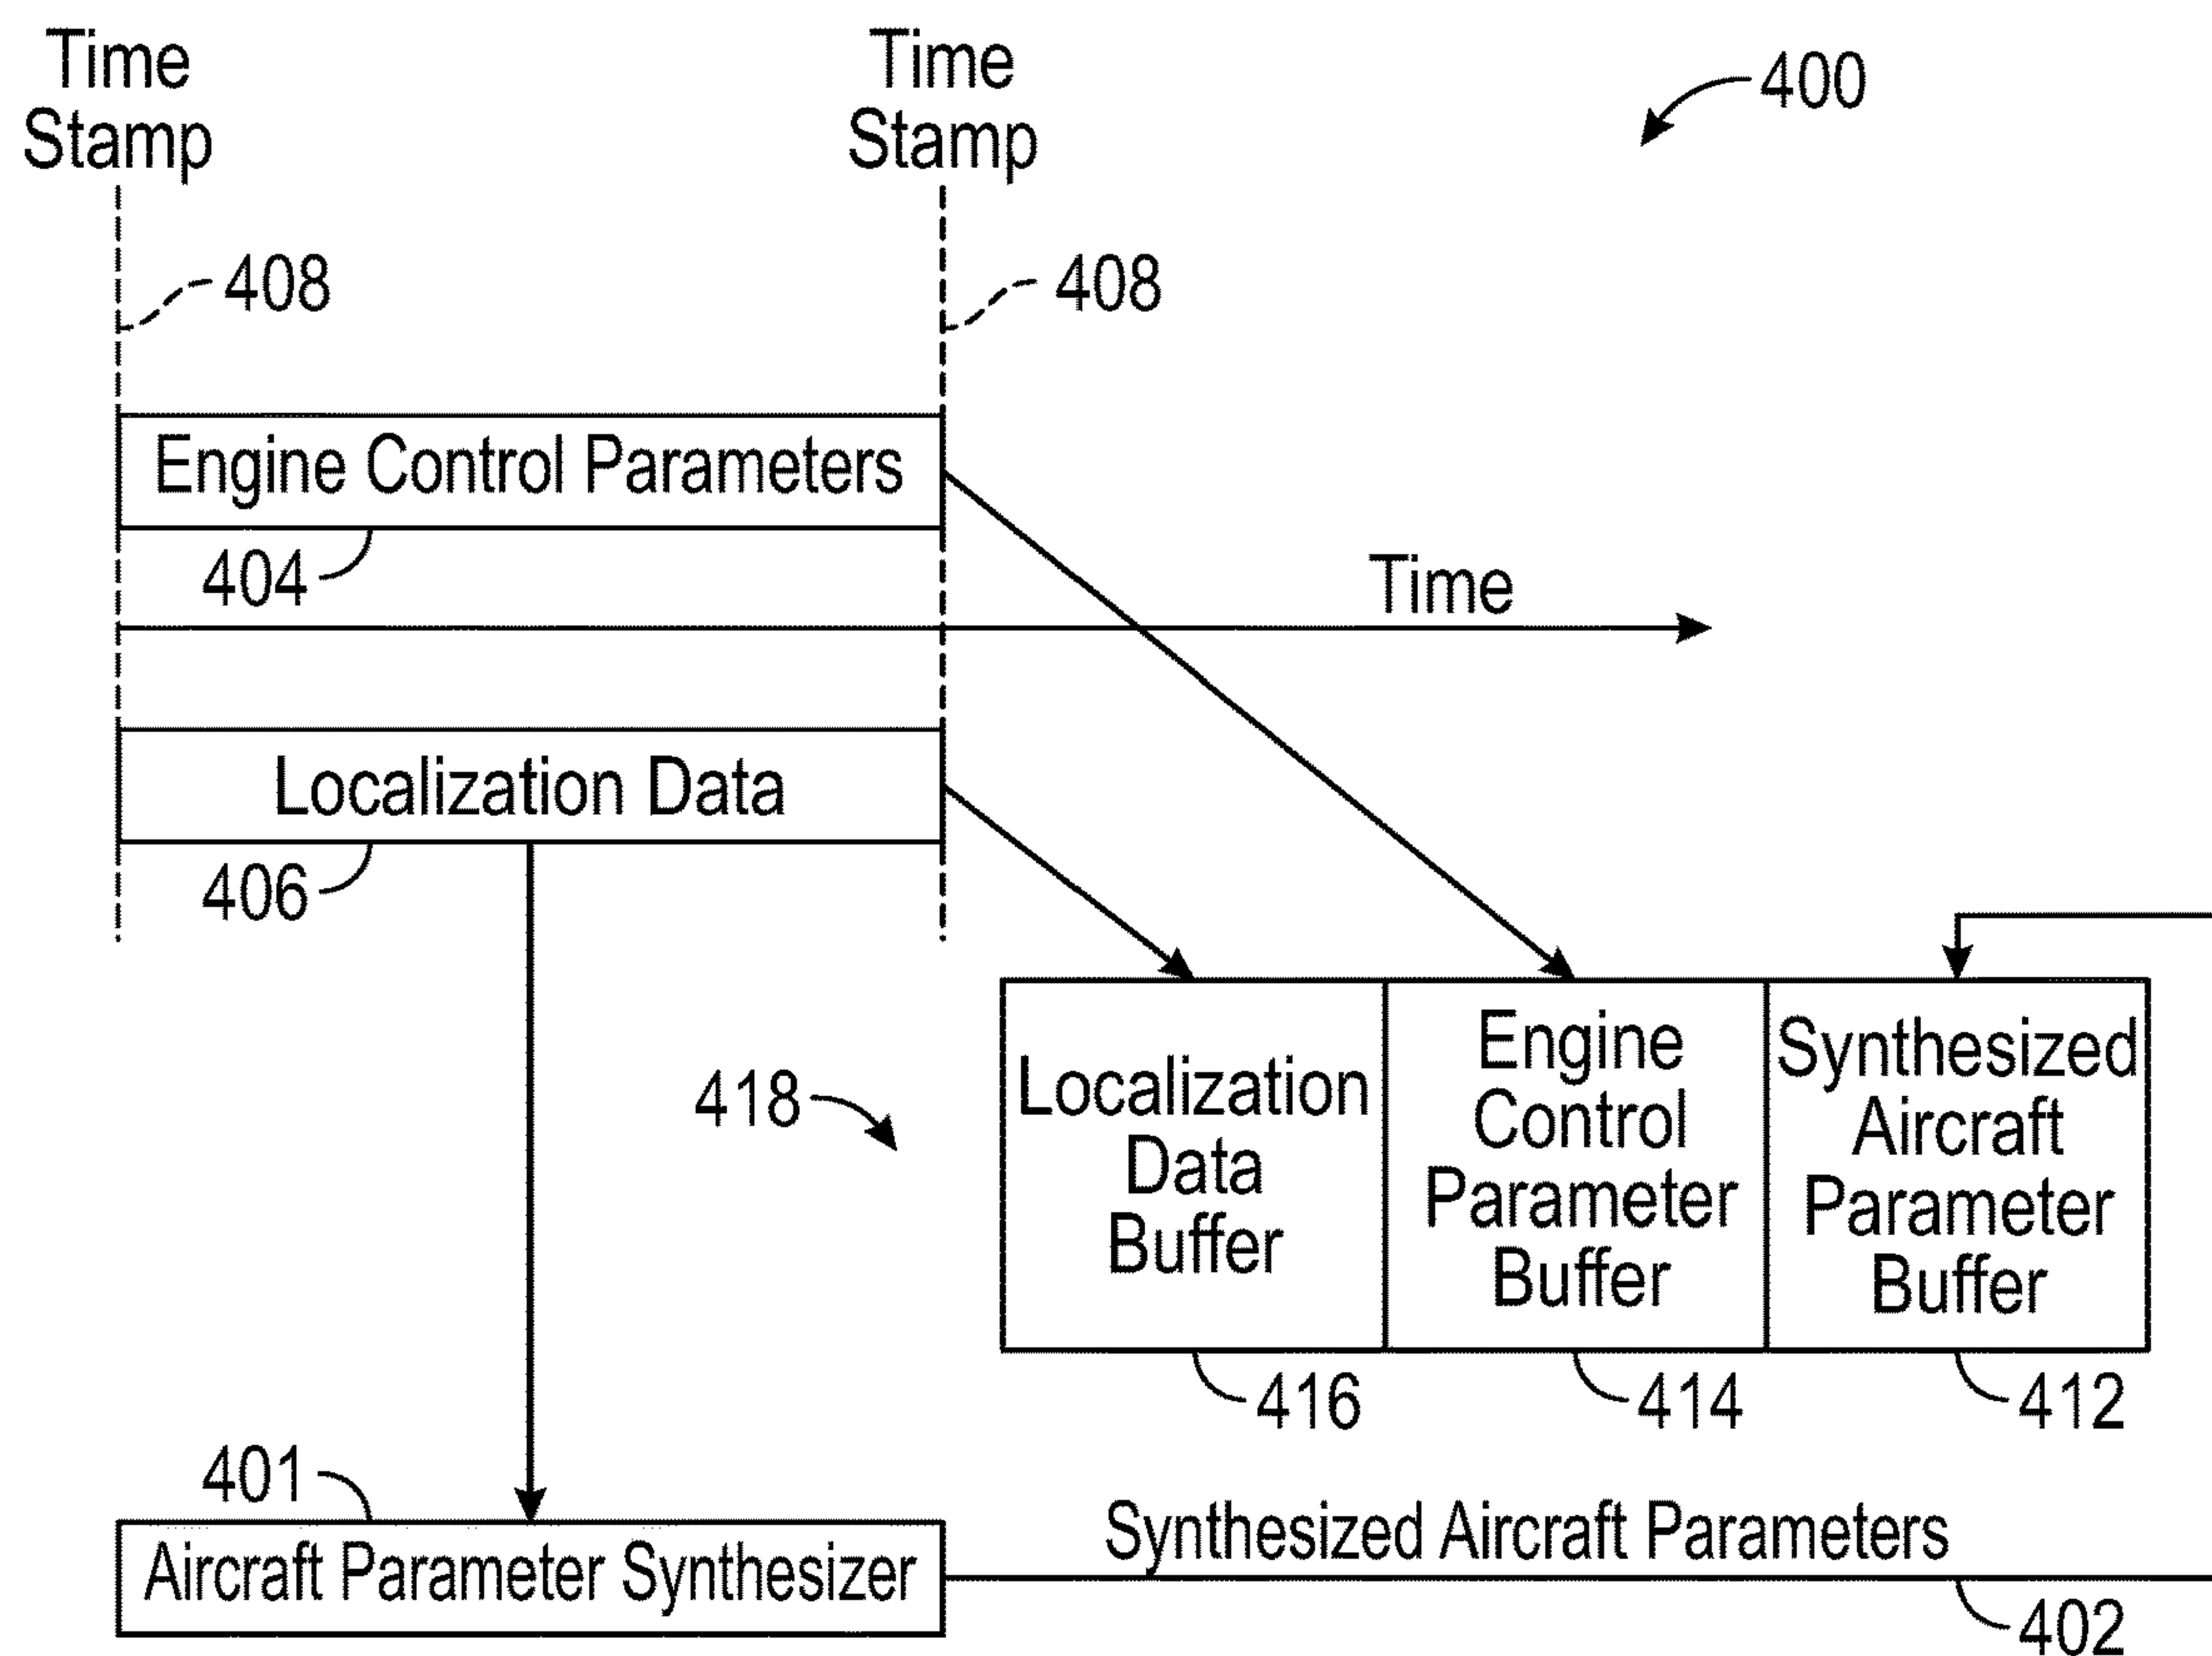 Time
Stamp
Time
Stamp
400
408
408
Engine Control Parameters
404
Time
Localization Data
406
418
Localization
Data
Buffer
Engine
Control
Parameter
Buffer
Synthesized
Aircraft
Parameter
Buffer
416
414
412
401
Aircraft Parameter Synthesizer
Synthesized Aircraft Parameters
402